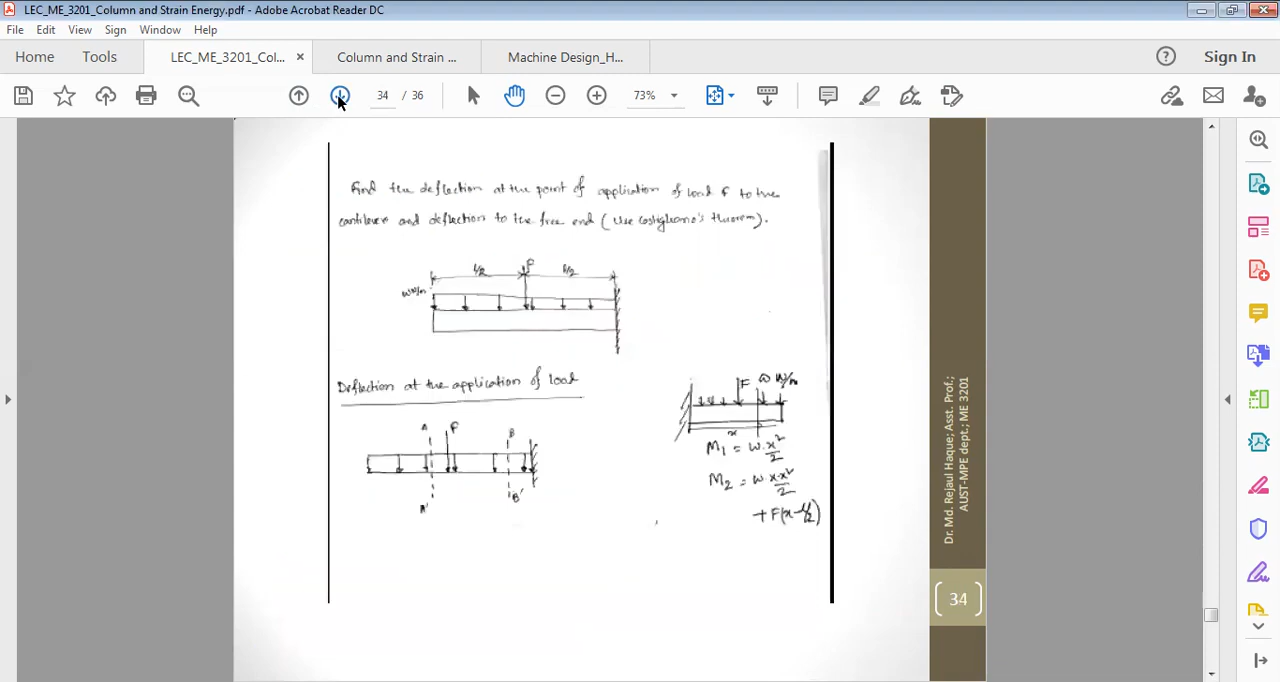 LEC_ME_3201_Column and Strain Energy.pdf - Adobe Acrobat Reader DC
File Edit View Sign Window Help
Home Tools LEC_ME_3201_Col... × Column and Strain ... Machine Design_H... Sign In
34 / 36 73%
Find the deflection at the point of application of load F to the
cantilever and deflection to the free end (Use Castigliano's theorem).
l/2 F l/2
w N/m
Deflection at the application of load
A F B
A' B'
F w N/m
x
M1 = w.x²/2
M2 = w.x.x²/2
+ F(x-l/2)
Dr. Md. Rejaul Haque; Asst. Prof.;
AUST-MPE dept.; ME 3201
34